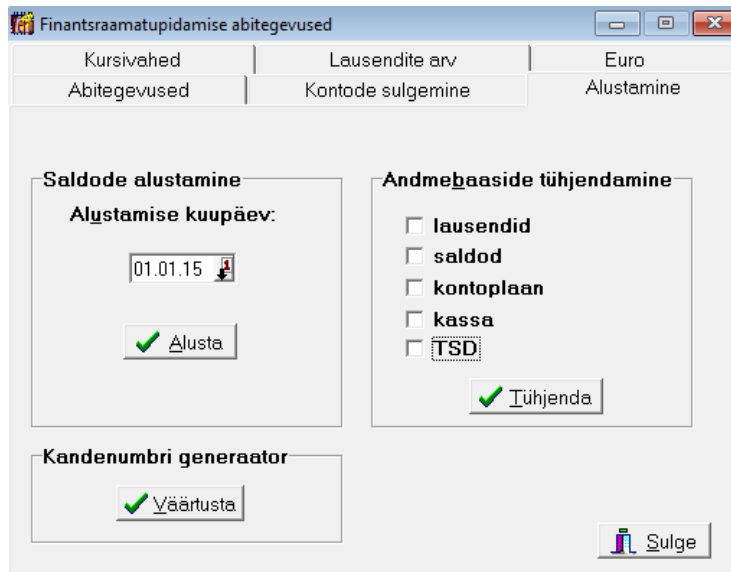 Finantsraamatupidamise abitegevused
Kursivahed
Lausendite arv
Euro
Abitegevused
Kontode sulgemine
Alustamine
Saldode alustamine
Alustamise kuupäev:
01.01.15
Alusta
Andmebaaside tühjendamine
lausendid
saldod
kontoplaan
kassa
TSD
Tühjenda
Kandenumbri generaator
Väärtusta
Sulge